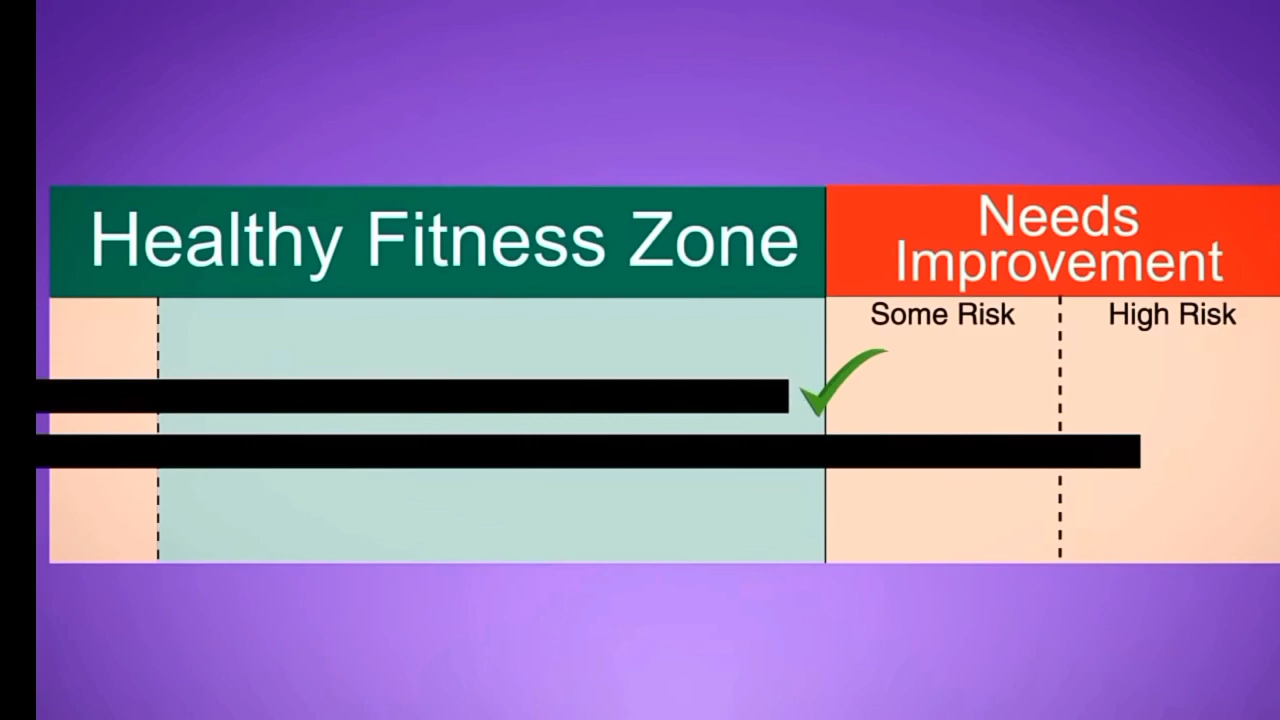 Healthy Fitness Zone
Needs
Improvement
Some Risk
High Risk